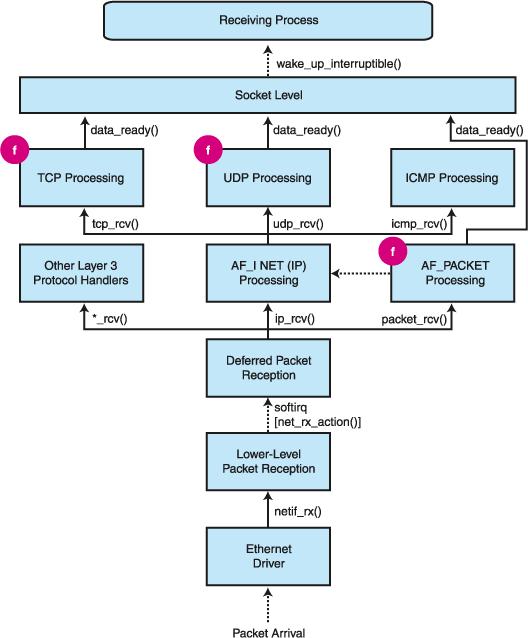 Receiving Process
wake_up_interruptible()
Socket Level
data_ready()
data_ready()
data_ready()
f
f
TCP Processing
UDP Processing
ICMP Processing
tcp_rcv()
udp_rcv()
icmp_rcv()
f
Other Layer 3
Protocol Handlers
AF_I NET (IP)
Processing
AF_PACKET
Processing
*_rcv()
ip_rcv()
packet_rcv()
Deferred Packet
Reception
softirq
[net_rx_action()]
Lower-Level
Packet Reception
netif_rx()
Ethernet
Driver
Packet Arrival